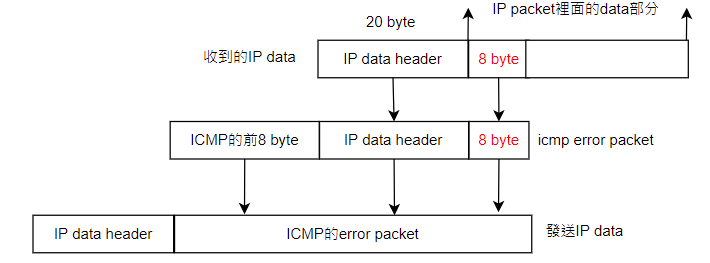 IP packet裡面的data部分
20 byte
收到的IP data
IP data header
8 byte
ICMP的前8 byte
IP data header
8 byte
icmp error packet
IP data header
ICMP的error packet
發送IP data